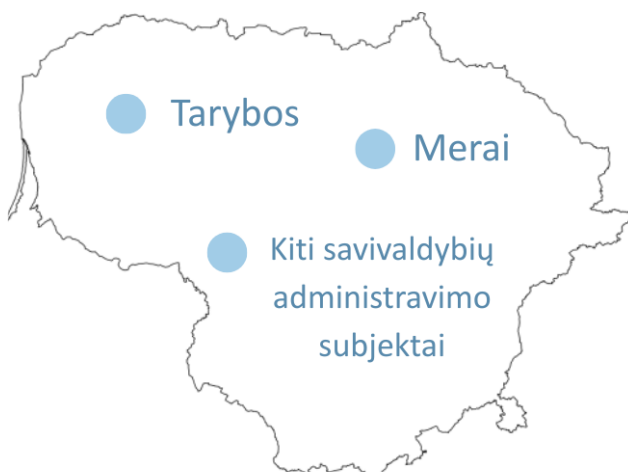 Tarybos
Merai
Kiti savivaldybių
administravimo
subjektai